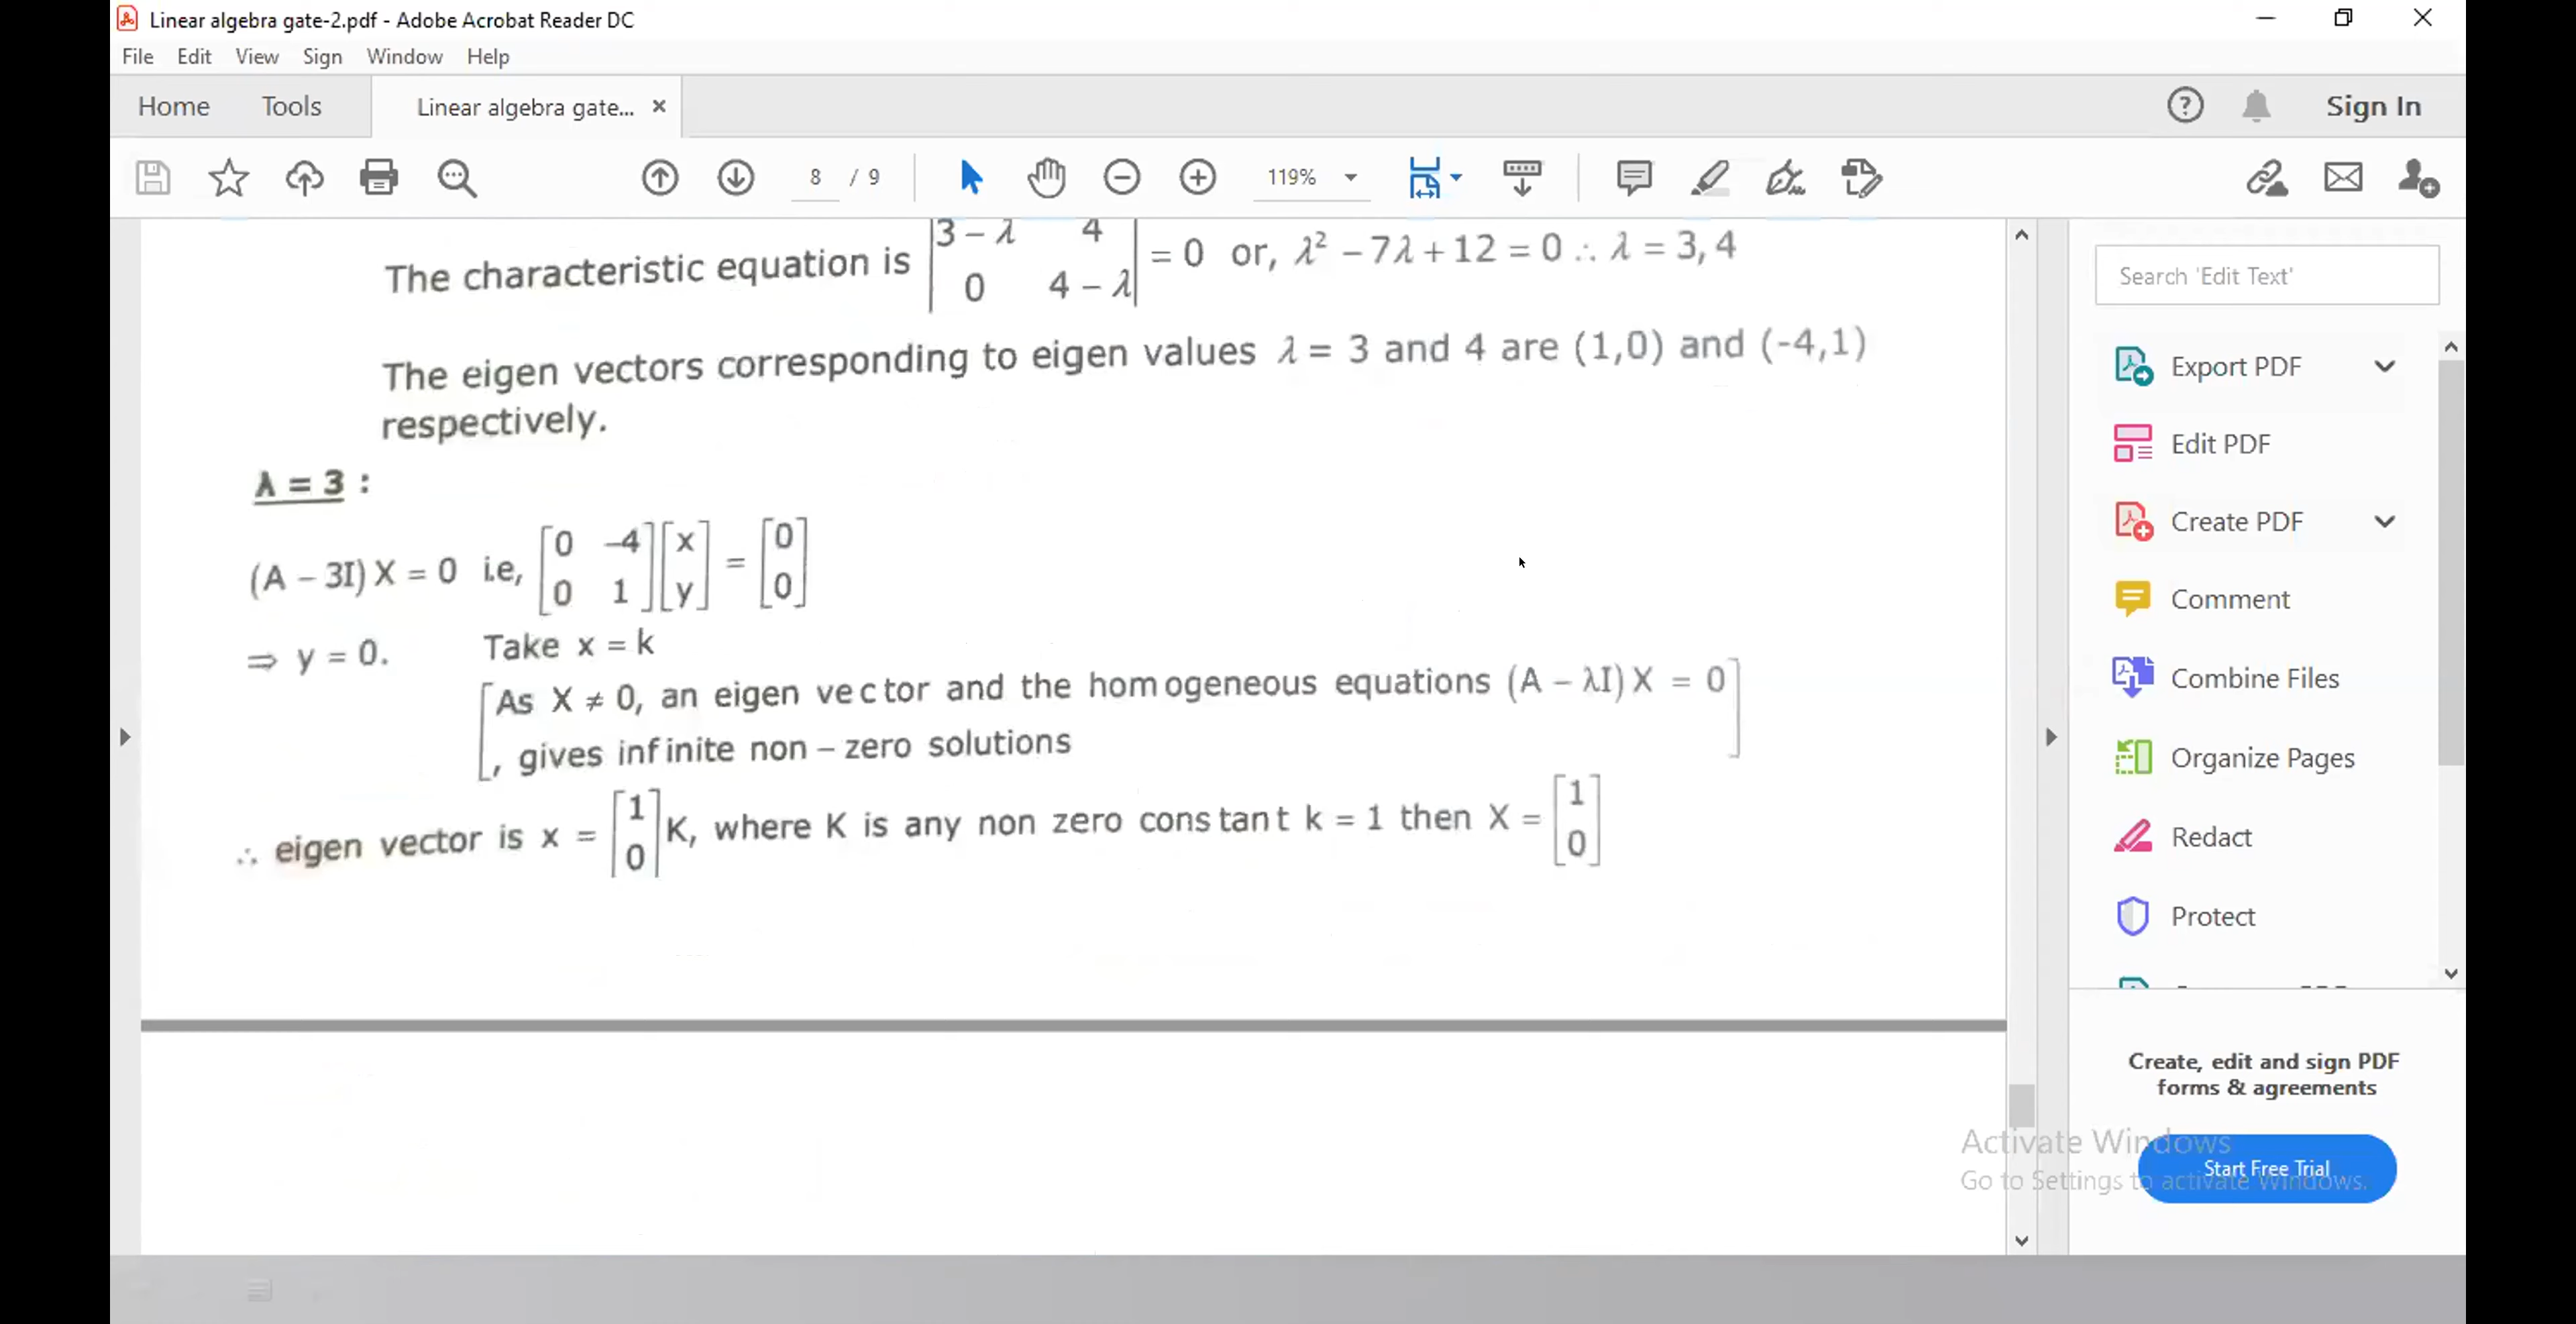 Linear algebra gate-2.pdf - Adobe Acrobat Reader DC
File Edit View Sign Window Help
Home Tools Linear algebra gate... × Sign In
8 / 9 119%
The characteristic equation is |3 − λ 4
0 4 − λ| = 0 or, λ² − 7λ + 12 = 0 ∴ λ = 3, 4
The eigen vectors corresponding to eigen values λ = 3 and 4 are (1,0) and (-4,1)
respectively.
λ = 3 :
(A − 3I) X = 0 i.e, [0 −4
0 1] [x
y] = [0
0]
⇒ y = 0. Take x = k
[As X ≠ 0, an eigen vector and the homogeneous equations (A − λI) X = 0
, gives infinite non − zero solutions]
∴ eigen vector is x = [1
0] K, where K is any non zero constant k = 1 then X = [1
0]
Search 'Edit Text'
Export PDF
Edit PDF
Create PDF
Comment
Combine Files
Organize Pages
Redact
Protect
Create, edit and sign PDF
forms & agreements
Start Free Trial
Activate Windows
Go to Settings to activate Windows.